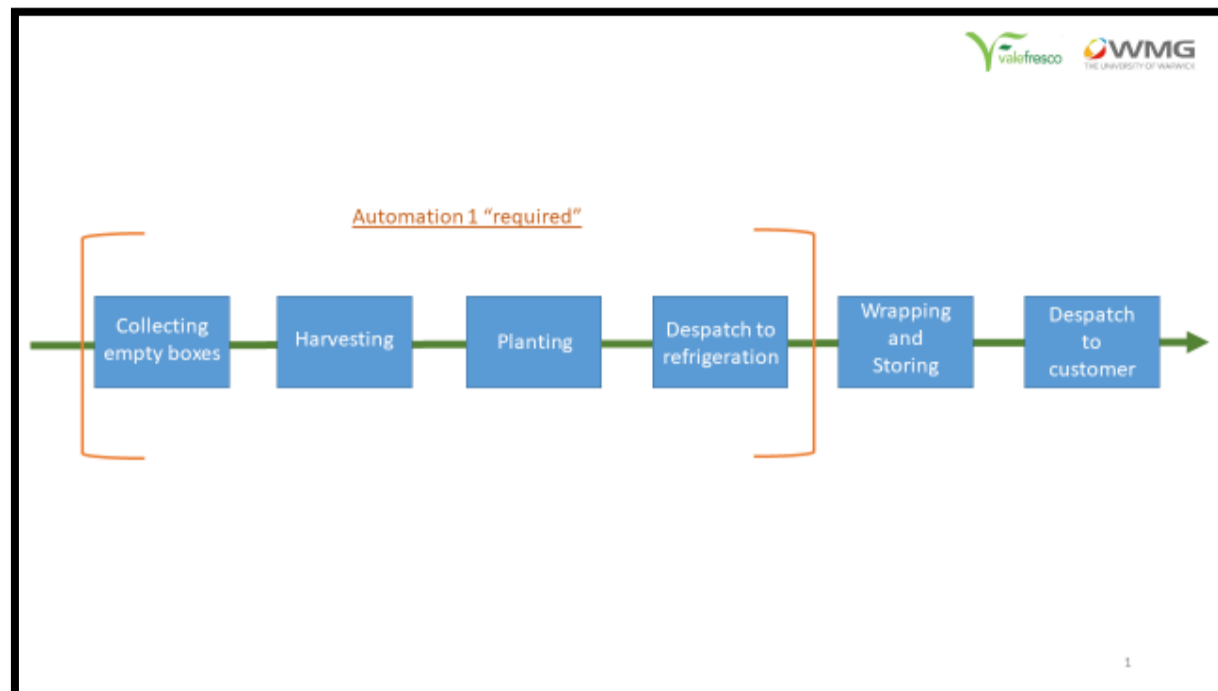 valefresco
WMG
THE UNIVERSITY OF WARWICK
Automation 1 “required”
Collecting
empty boxes
Harvesting
Planting
Despatch to
refrigeration
Wrapping
and
Storing
Despatch
to
customer
1